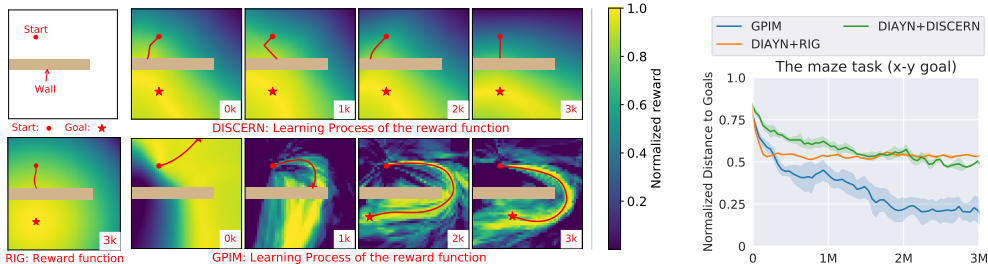 Start
Wall
Start: Goal:
0k
1k
2k
3k
DISCERN: Learning Process of the reward function
3k
RIG: Reward function
0k
1k
2k
3k
GPIM: Learning Process of the reward function
1.0
0.8
0.6
0.4
0.2
Normalized reward
GPIM
DIAYN+DISCERN
DIAYN+RIG
The maze task (x-y goal)
Normalized Distance to Goals
1.0
0.75
0.5
0.25
0
0 1M 2M 3M